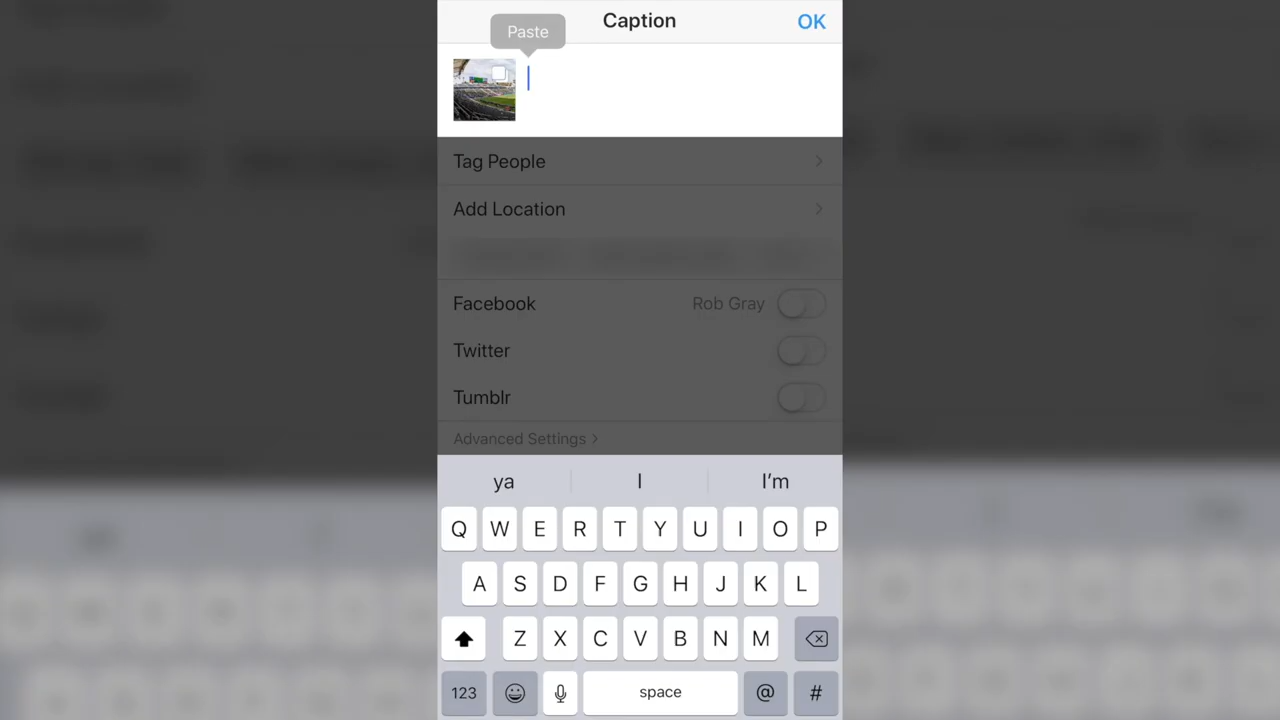 Paste
Caption
OK
Tag People
Add Location
Facebook Rob Gray
Twitter
Tumblr
Advanced Settings >
ya I I’m
Q W E R T Y U I O P
A S D F G H J K L
Z X C V B N M
123 space @ #